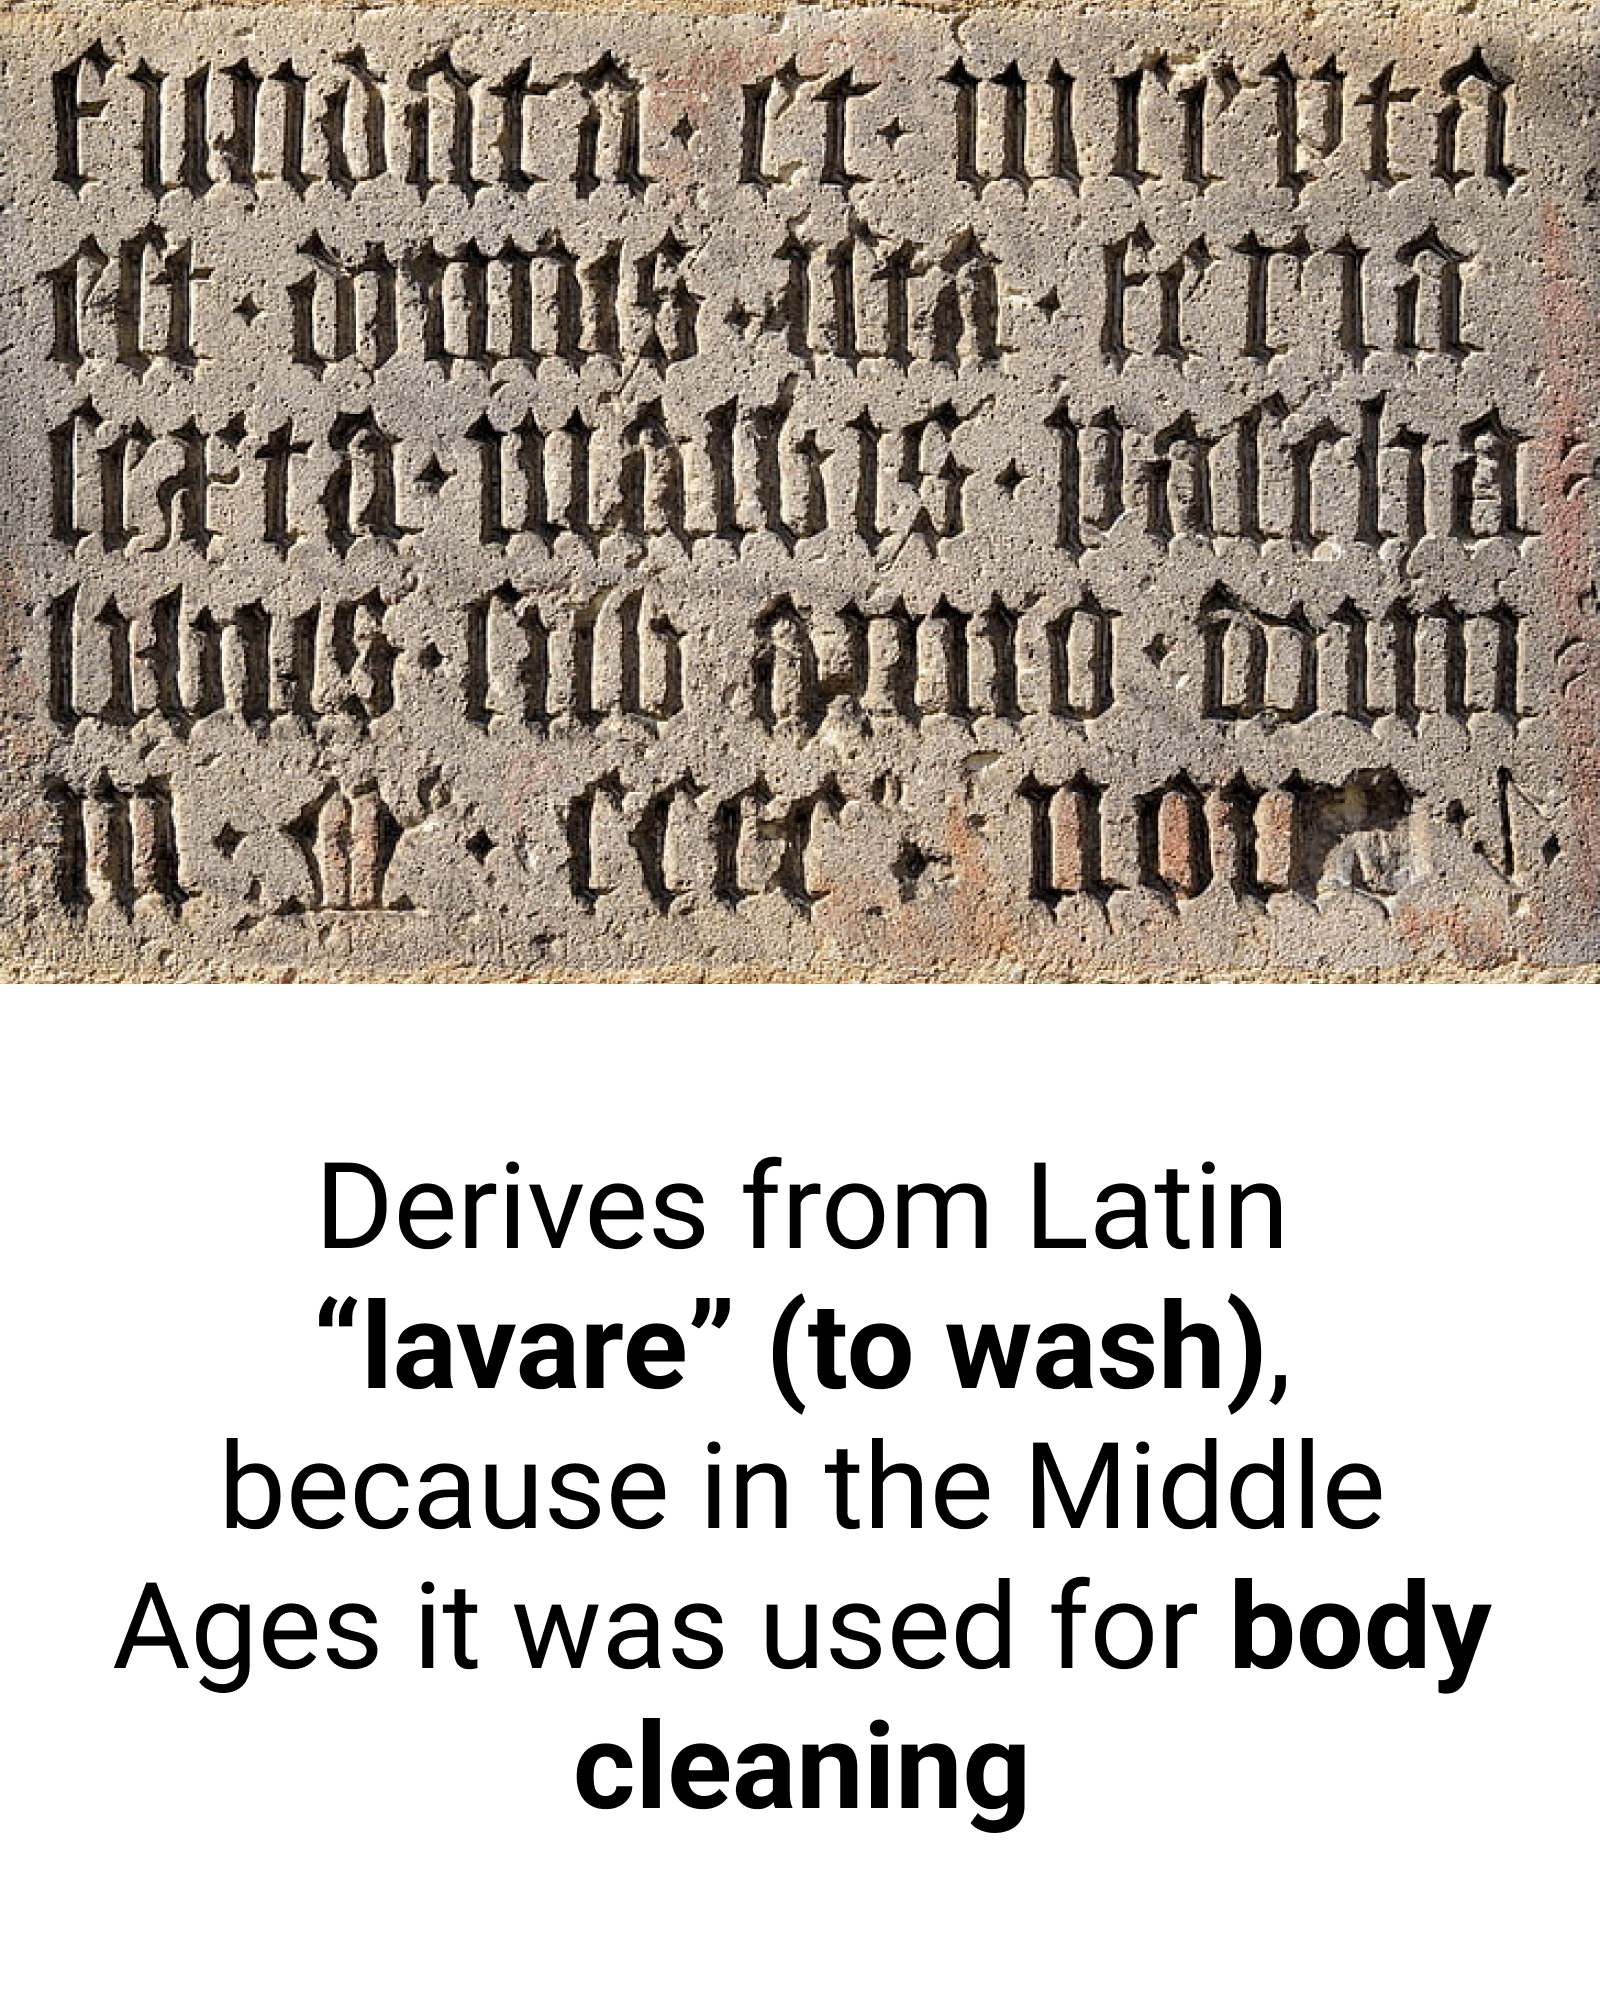 fundata · et · incepta
est · domus · ista · feria
sexta · inalbis · pascha
libus · sub anno · domi
ni · M · cccc ·
Derives from Latin
“lavare” (to wash),
because in the Middle
Ages it was used for body
cleaning